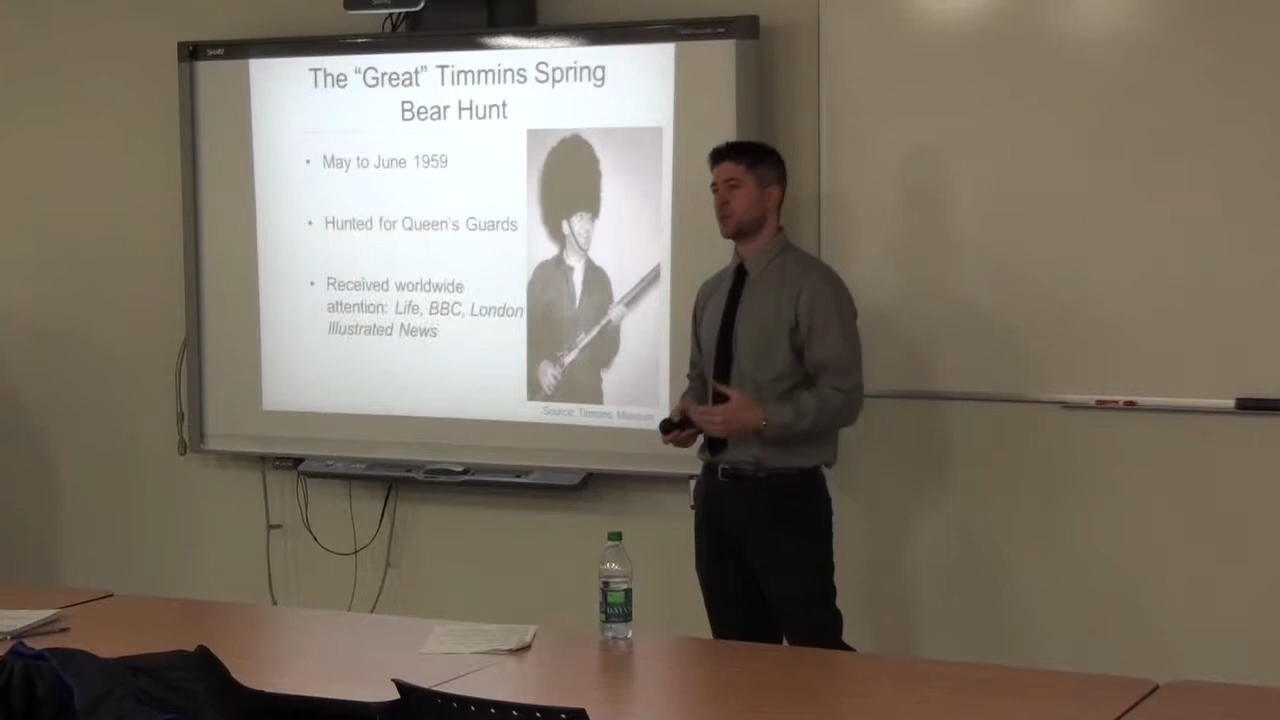 SMART
The “Great” Timmins Spring
Bear Hunt
• May to June 1959
• Hunted for Queen's Guards
• Received worldwide
attention: Life, BBC, London
Illustrated News
Source: Timmins Museum